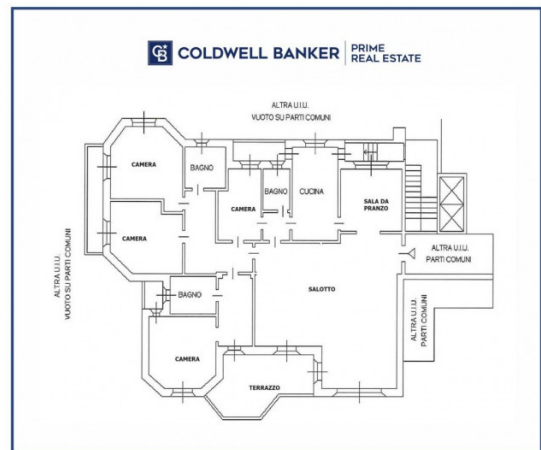 CB COLDWELL BANKER
PRIME
REAL ESTATE
ALTRA U.I.U.
VUOTO SU PARTI COMUNI
CAMERA
BAGNO
CAMERA
BAGNO
CUCINA
SALA DA
PRANZO
CAMERA
ALTRA U.I.U.
PARTI COMUNI
ALTRA U.I.U.
VUOTO SU PARTI COMUNI
BAGNO
SALOTTO
ALTRA U.I.U.
PARTI COMUNI
CAMERA
TERRAZZO